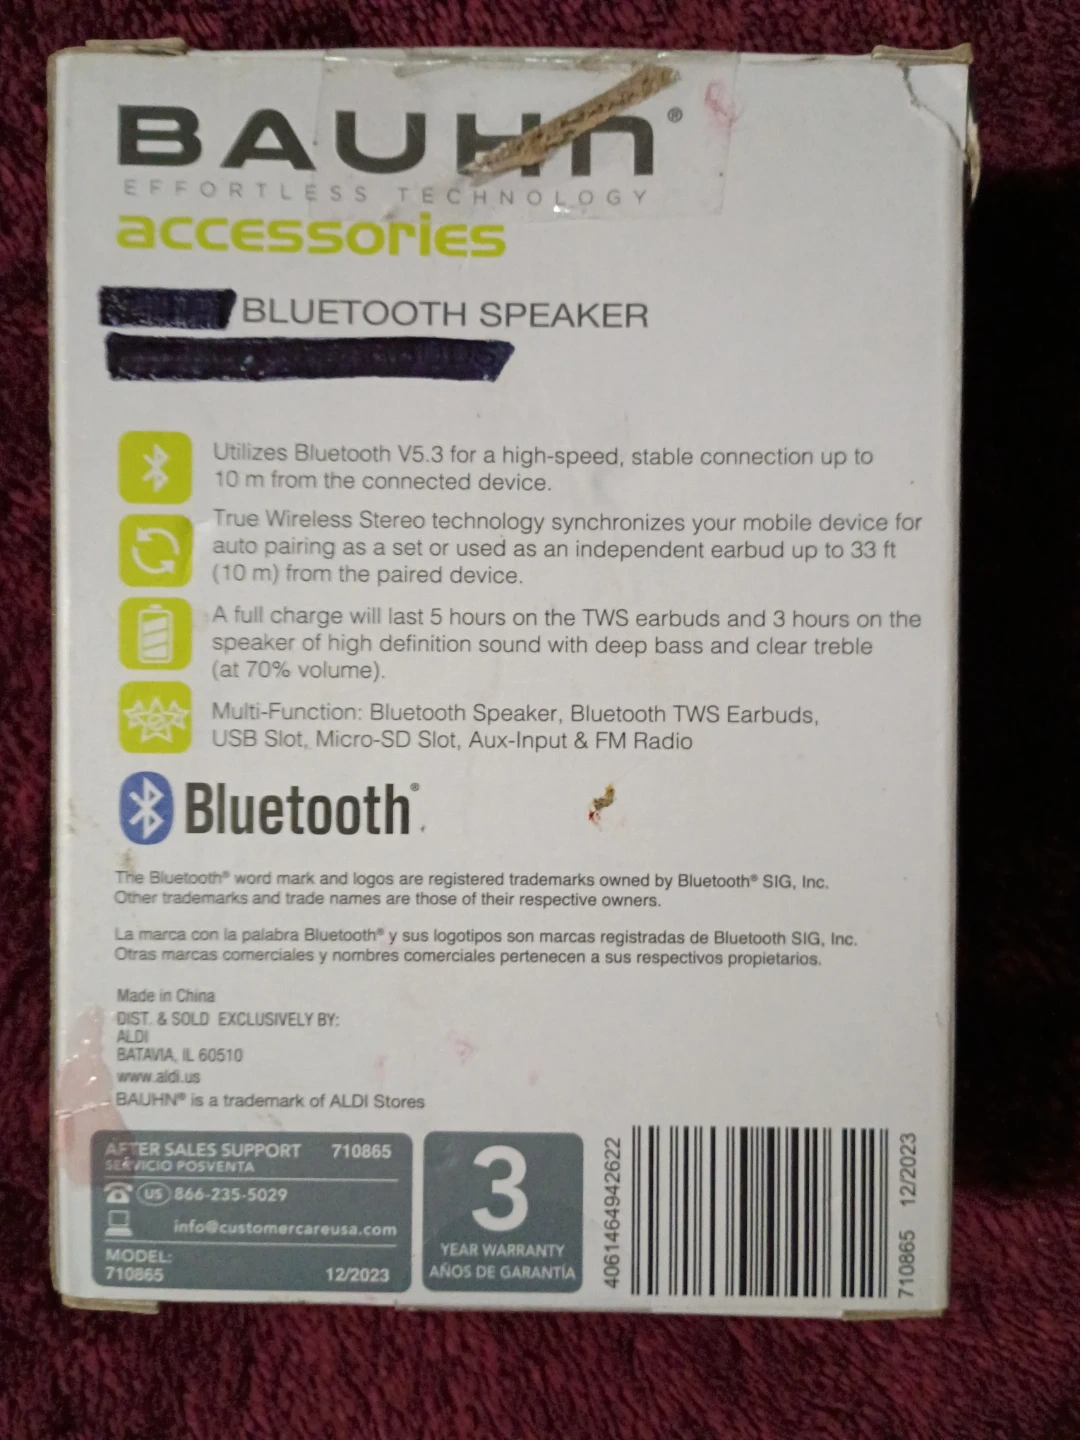 BAUHN®
EFFORTLESS TECHNOLOGY
accessories
BLUETOOTH SPEAKER
Utilizes Bluetooth V5.3 for a high-speed, stable connection up to
10 m from the connected device.
True Wireless Stereo technology synchronizes your mobile device for
auto pairing as a set or used as an independent earbud up to 33 ft
(10 m) from the paired device.
A full charge will last 5 hours on the TWS earbuds and 3 hours on the
speaker of high definition sound with deep bass and clear treble
(at 70% volume).
Multi-Function: Bluetooth Speaker, Bluetooth TWS Earbuds,
USB Slot, Micro-SD Slot, Aux-Input & FM Radio
Bluetooth®
The Bluetooth® word mark and logos are registered trademarks owned by Bluetooth® SIG, Inc.
Other trademarks and trade names are those of their respective owners.
La marca con la palabra Bluetooth® y sus logotipos son marcas registradas de Bluetooth SIG, Inc.
Otras marcas comerciales y nombres comerciales pertenecen a sus respectivos propietarios.
Made in China
DIST. & SOLD EXCLUSIVELY BY:
ALDI
BATAVIA, IL 60510
www.aldi.us
BAUHN® is a trademark of ALDI Stores
AFTER SALES SUPPORT 710865
SERVICIO POSVENTA
US 866-235-5029
info@customercareusa.com
MODEL:
710865 12/2023
3
YEAR WARRANTY
AÑOS DE GARANTÍA
4061464942622
710865 12/2023